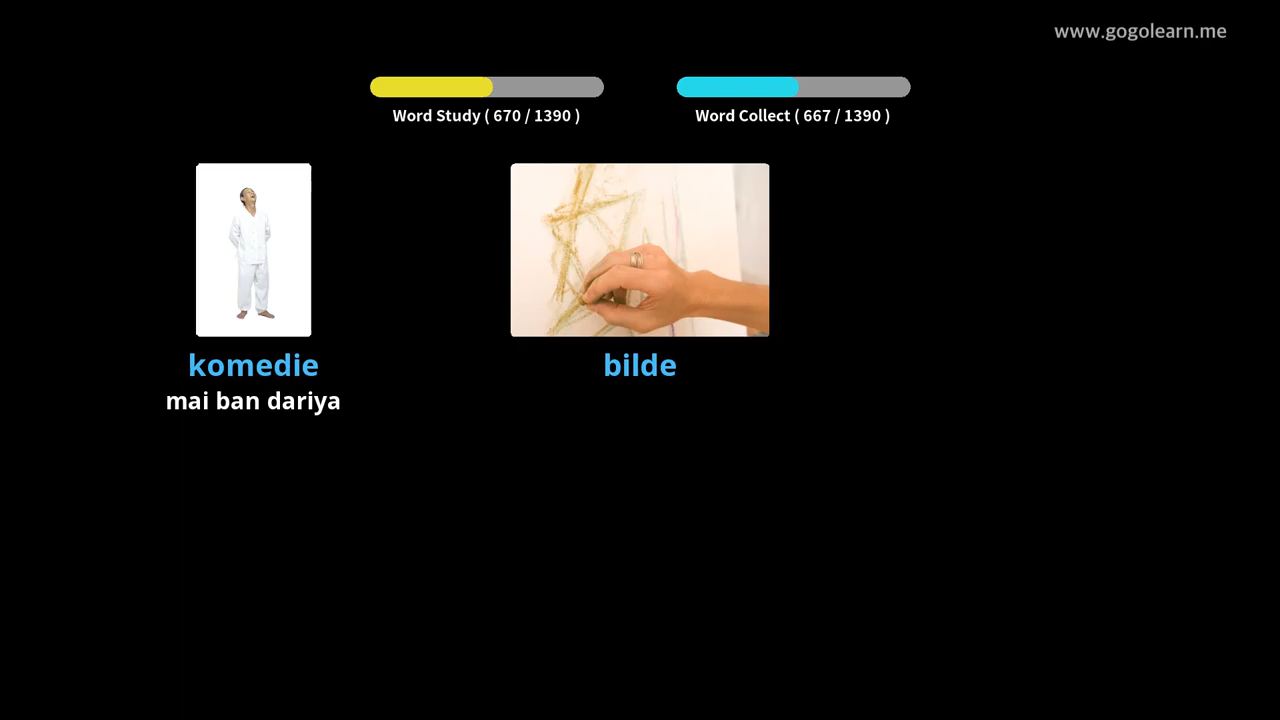 www.gogolearn.me
Word Study ( 670 / 1390 )
Word Collect ( 667 / 1390 )
komedie
mai ban dariya
bilde